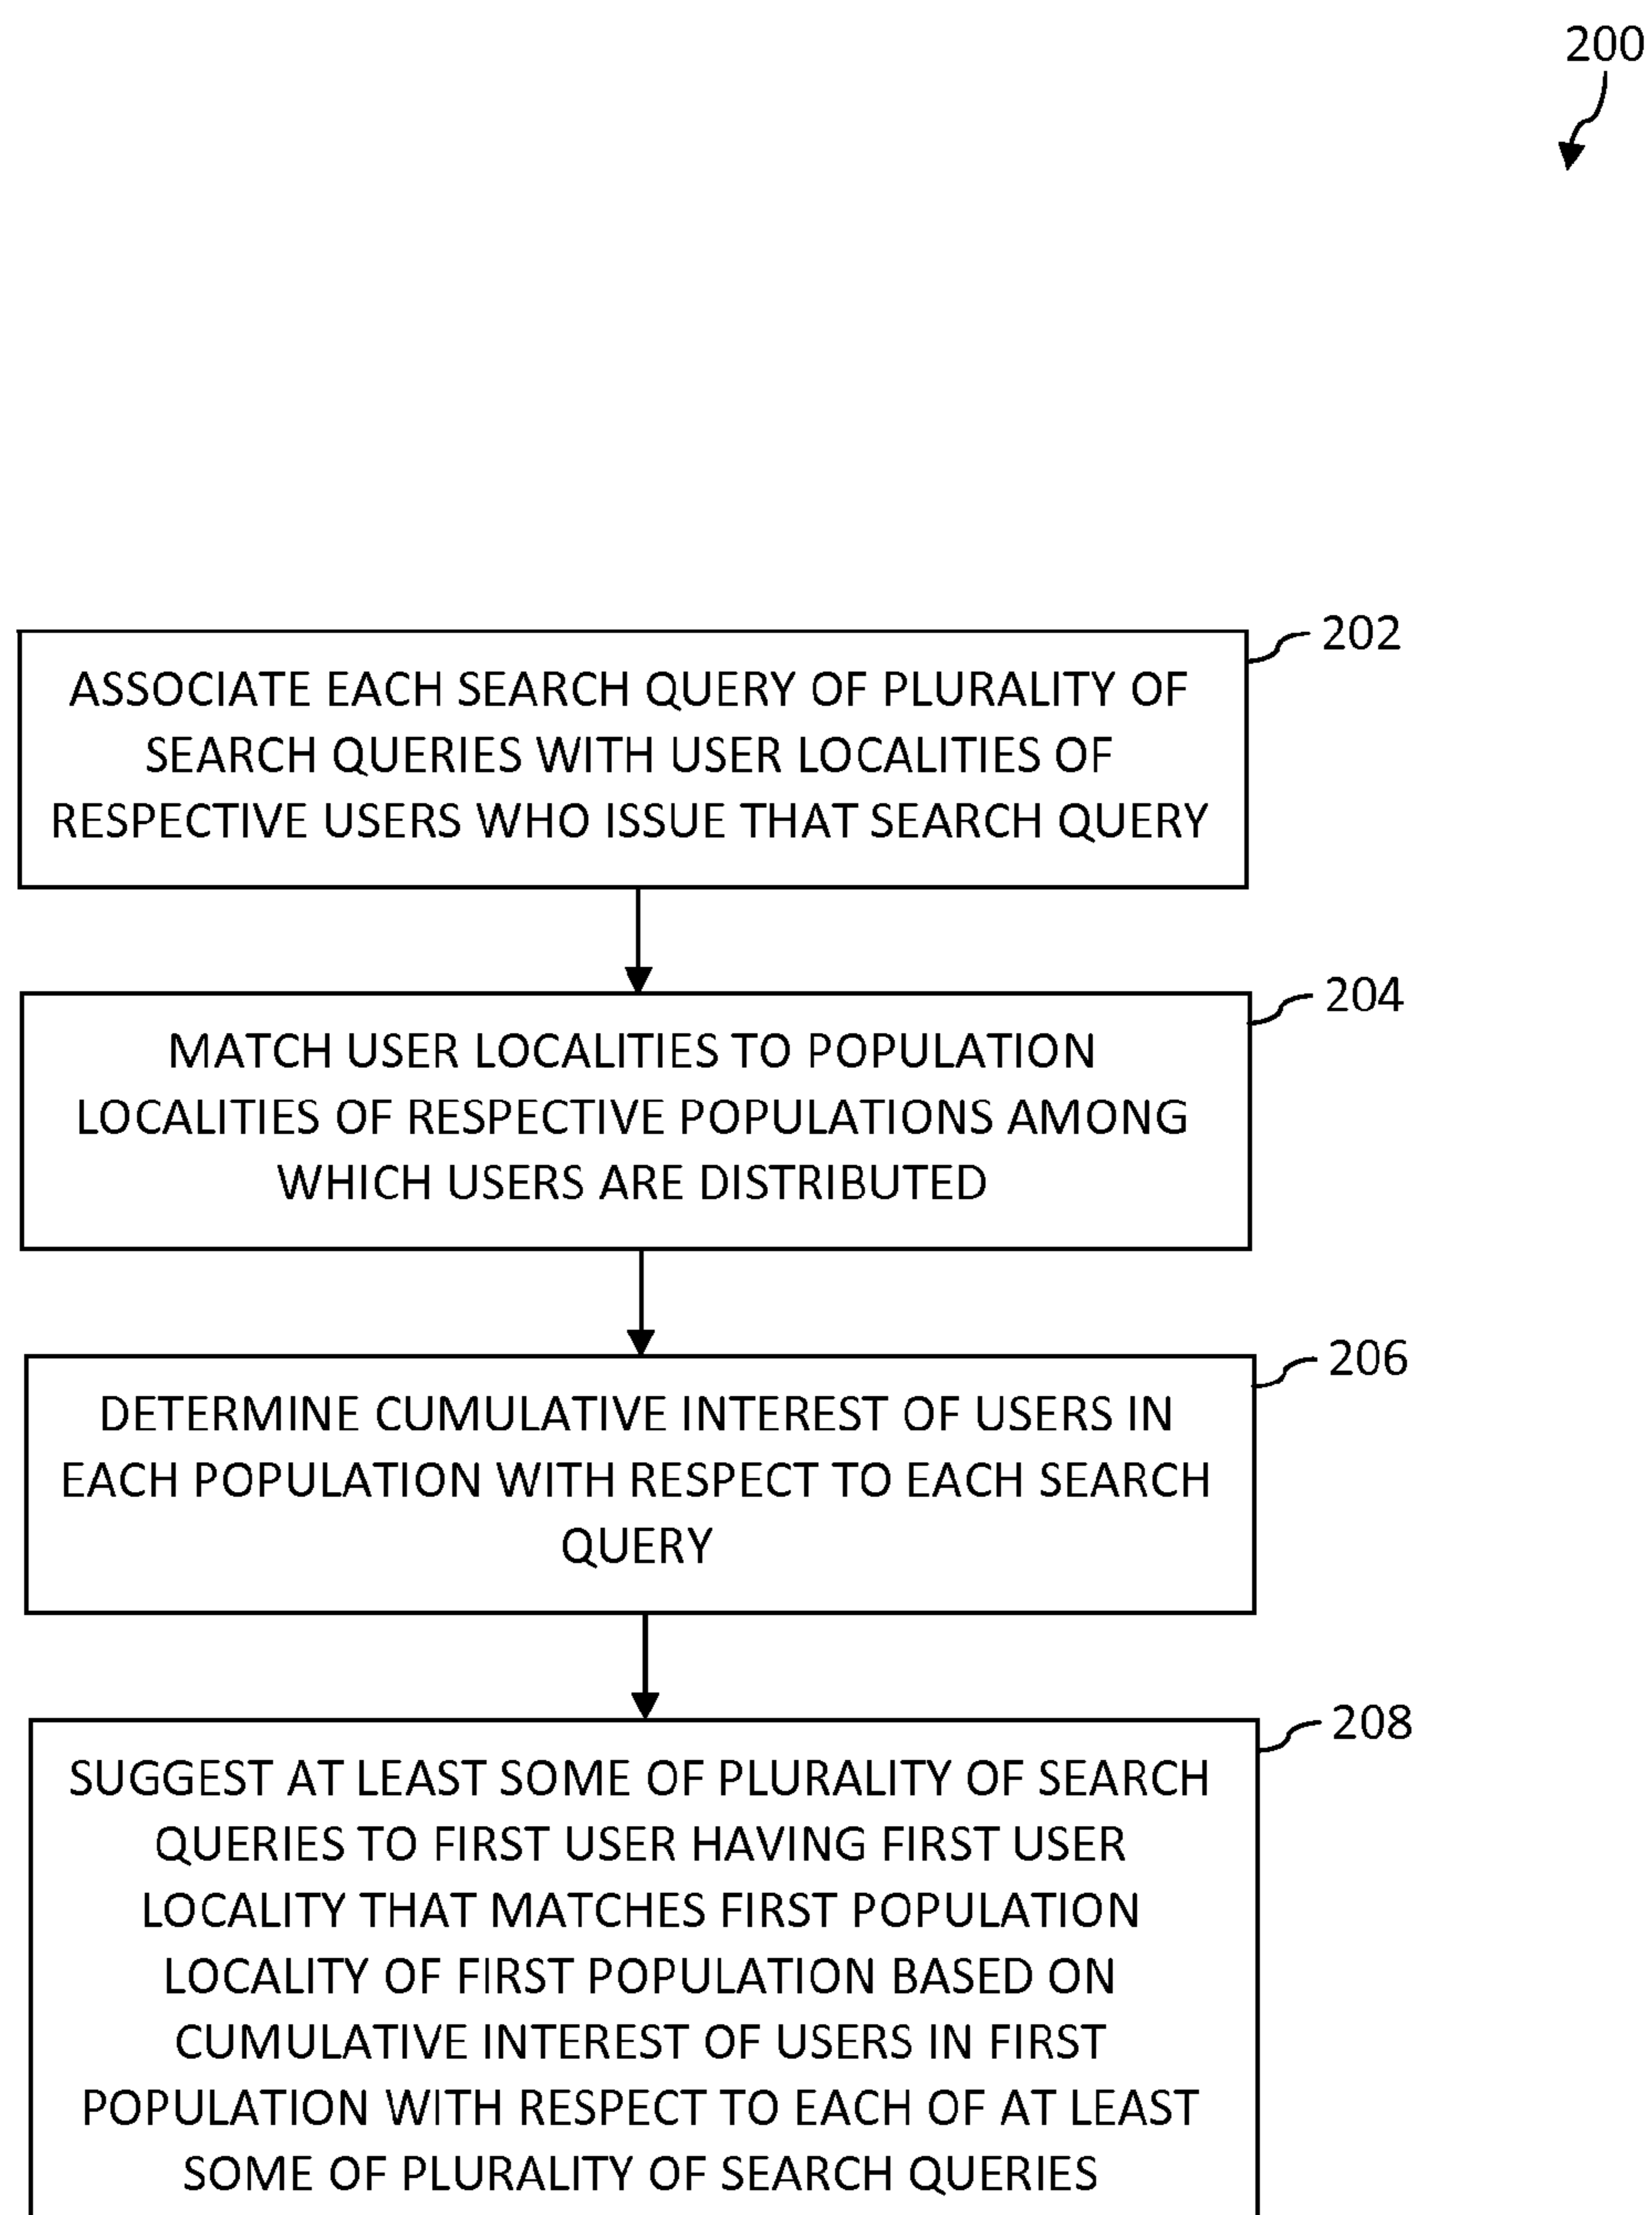 200
202
ASSOCIATE EACH SEARCH QUERY OF PLURALITY OF
SEARCH QUERIES WITH USER LOCALITIES OF
RESPECTIVE USERS WHO ISSUE THAT SEARCH QUERY
204
MATCH USER LOCALITIES TO POPULATION
LOCALITIES OF RESPECTIVE POPULATIONS AMONG
WHICH USERS ARE DISTRIBUTED
206
DETERMINE CUMULATIVE INTEREST OF USERS IN
EACH POPULATION WITH RESPECT TO EACH SEARCH
QUERY
208
SUGGEST AT LEAST SOME OF PLURALITY OF SEARCH
QUERIES TO FIRST USER HAVING FIRST USER
LOCALITY THAT MATCHES FIRST POPULATION
LOCALITY OF FIRST POPULATION BASED ON
CUMULATIVE INTEREST OF USERS IN FIRST
POPULATION WITH RESPECT TO EACH OF AT LEAST
SOME OF PLURALITY OF SEARCH QUERIES